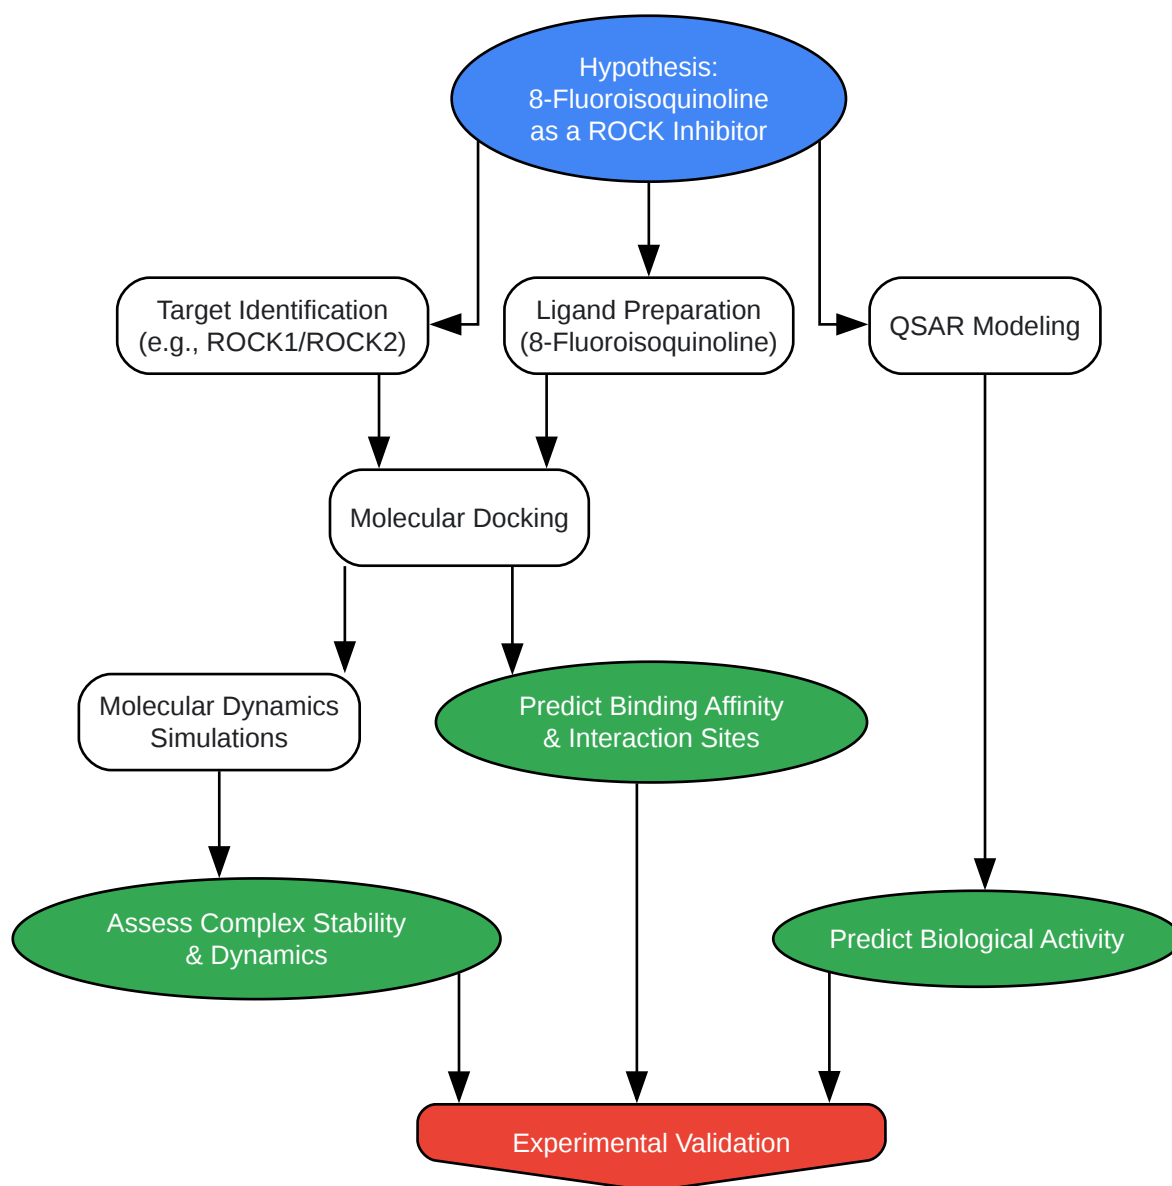 Hypothesis:
8-Fluoroisoquinoline
as a ROCK Inhibitor
Target Identification
(e.g., ROCK1/ROCK2)
Ligand Preparation
(8-Fluoroisoquinoline)
QSAR Modeling
Molecular Docking
Molecular Dynamics
Simulations
Predict Binding Affinity
& Interaction Sites
Assess Complex Stability
& Dynamics
Predict Biological Activity
Experimental Validation